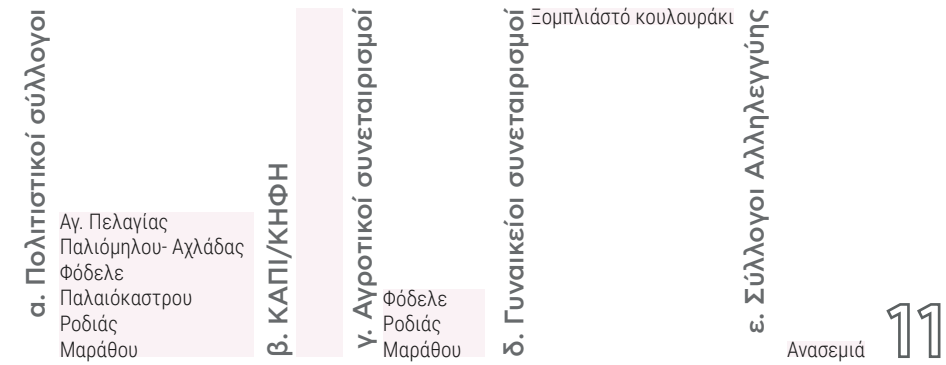 α. Πολιτιστικοί σύλλογοι
Αγ. Πελαγίας
Παλιόμηλου- Αχλάδας
Φόδελε
Παλαιόκαστρου
Ροδιάς
Μαράθου
β. ΚΑΠΙ/ΚΗΦΗ
γ. Αγροτικοί συνεταιρισμοί
Φόδελε
Ροδιάς
Μαράθου
δ. Γυναικείοι συνεταιρισμοί
Ξομπλιάστό κουλουράκι
ε. Σύλλογοι Αλληλεγγύης
Ανασεμιά
11